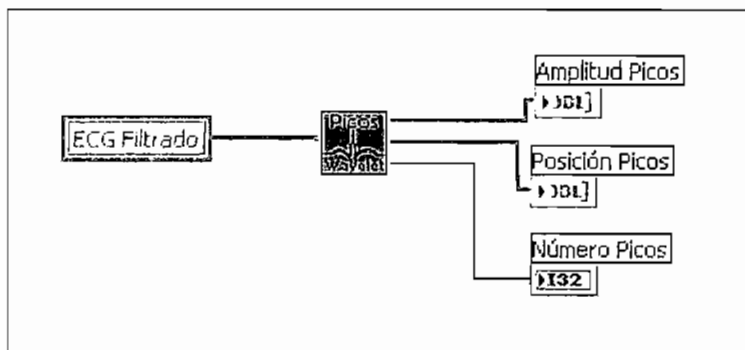 Amplitud Picos
DBL]
ECG Filtrado
Picos
Wavelet
Posición Picos
DBL]
Número Picos
I32